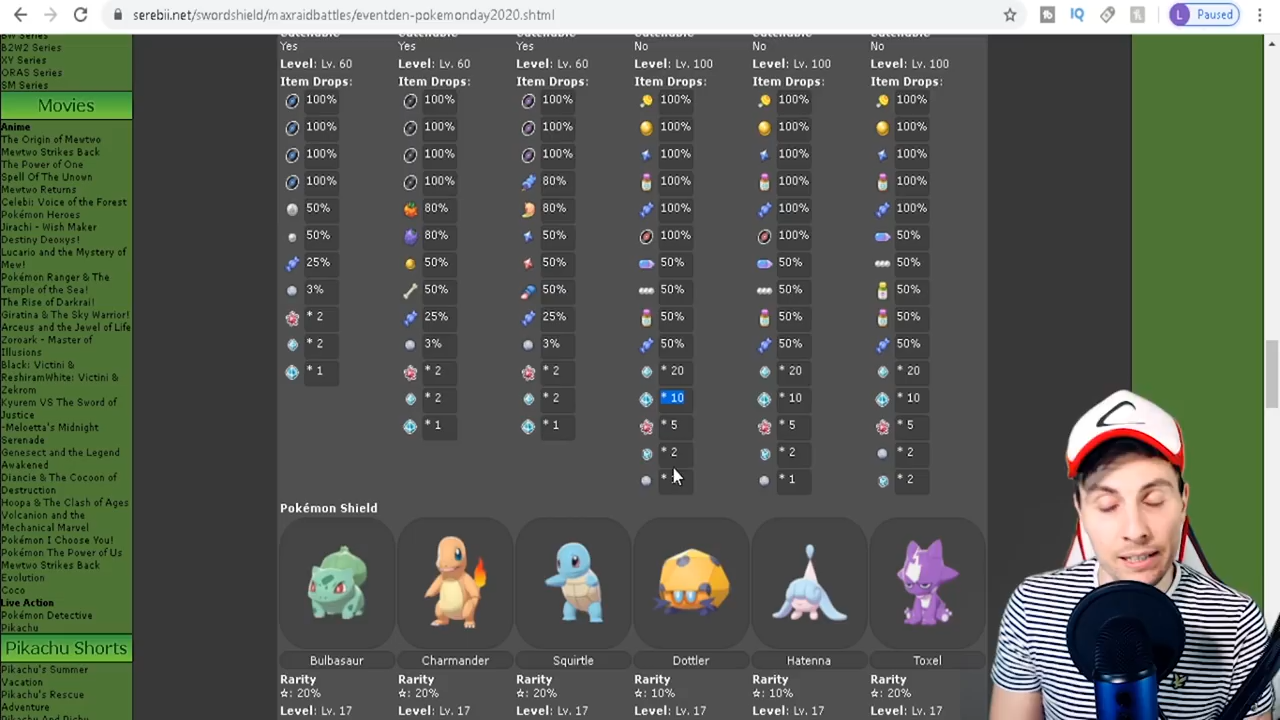 serebii.net/swordshield/maxraidbattles/eventden-pokemonday2020.shtml
L Paused
B2W2 Series
XY Series
ORAS Series
SM Series
Movies
Anime
The Origin of Mewtwo
Mewtwo Strikes Back
The Power of One
Spell Of The Unown
Mewtwo Returns
Celebi: Voice of the Forest
Pokémon Heroes
Jirachi - Wish Maker
Destiny Deoxys!
Lucario and the Mystery of
Mew!
Pokémon Ranger & The
Temple of the Sea!
The Rise of Darkrai!
Giratina & The Sky Warrior!
Arceus and the Jewel of Life
Zoroark - Master of
Illusions
Black: Victini &
ReshiramWhite: Victini &
Zekrom
Kyurem VS The Sword of
Justice
-Meloetta's Midnight
Serenade
Genesect and the Legend
Awakened
Diancie & The Cocoon of
Destruction
Hoopa & The Clash of Ages
Volcanion and the
Mechanical Marvel
Pokémon I Choose You!
Pokémon The Power of Us
Mewtwo Strikes Back
Evolution
Coco
Live Action
Pokémon Detective
Pikachu
Pikachu Shorts
Pikachu's Summer
Vacation
Pikachu's Rescue
Adventure
Yes Yes Yes No No No
Level: Lv. 60 Level: Lv. 60 Level: Lv. 60 Level: Lv. 100 Level: Lv. 100 Level: Lv. 100
Item Drops: Item Drops: Item Drops: Item Drops: Item Drops: Item Drops:
100% 100% 100% 100% 100% 100%
100% 100% 100% 100% 100% 100%
100% 100% 100% 100% 100% 100%
100% 100% 80% 100% 100% 100%
50% 80% 80% 100% 100% 100%
50% 80% 50% 100% 100% 50%
25% 50% 50% 50% 50% 50%
3% 50% 50% 50% 50% 50%
* 2 25% 25% 50% 50% 50%
* 2 3% 3% 50% 50% 50%
* 1 * 2 * 2 * 20 * 20 * 20
* 2 * 2 * 10 * 10 * 10
* 1 * 1 * 5 * 5 * 5
* 2 * 2 * 2
* * 1 * 2
Pokémon Shield
Bulbasaur Charmander Squirtle Dottler Hatenna Toxel
Rarity Rarity Rarity Rarity Rarity Rarity
☆: 20% ☆: 20% ☆: 20% ☆: 10% ☆: 10% ☆: 20%
Level: Lv. 17 Level: Lv. 17 Level: Lv. 17 Level: Lv. 17 Level: Lv. 17 Level: Lv. 17